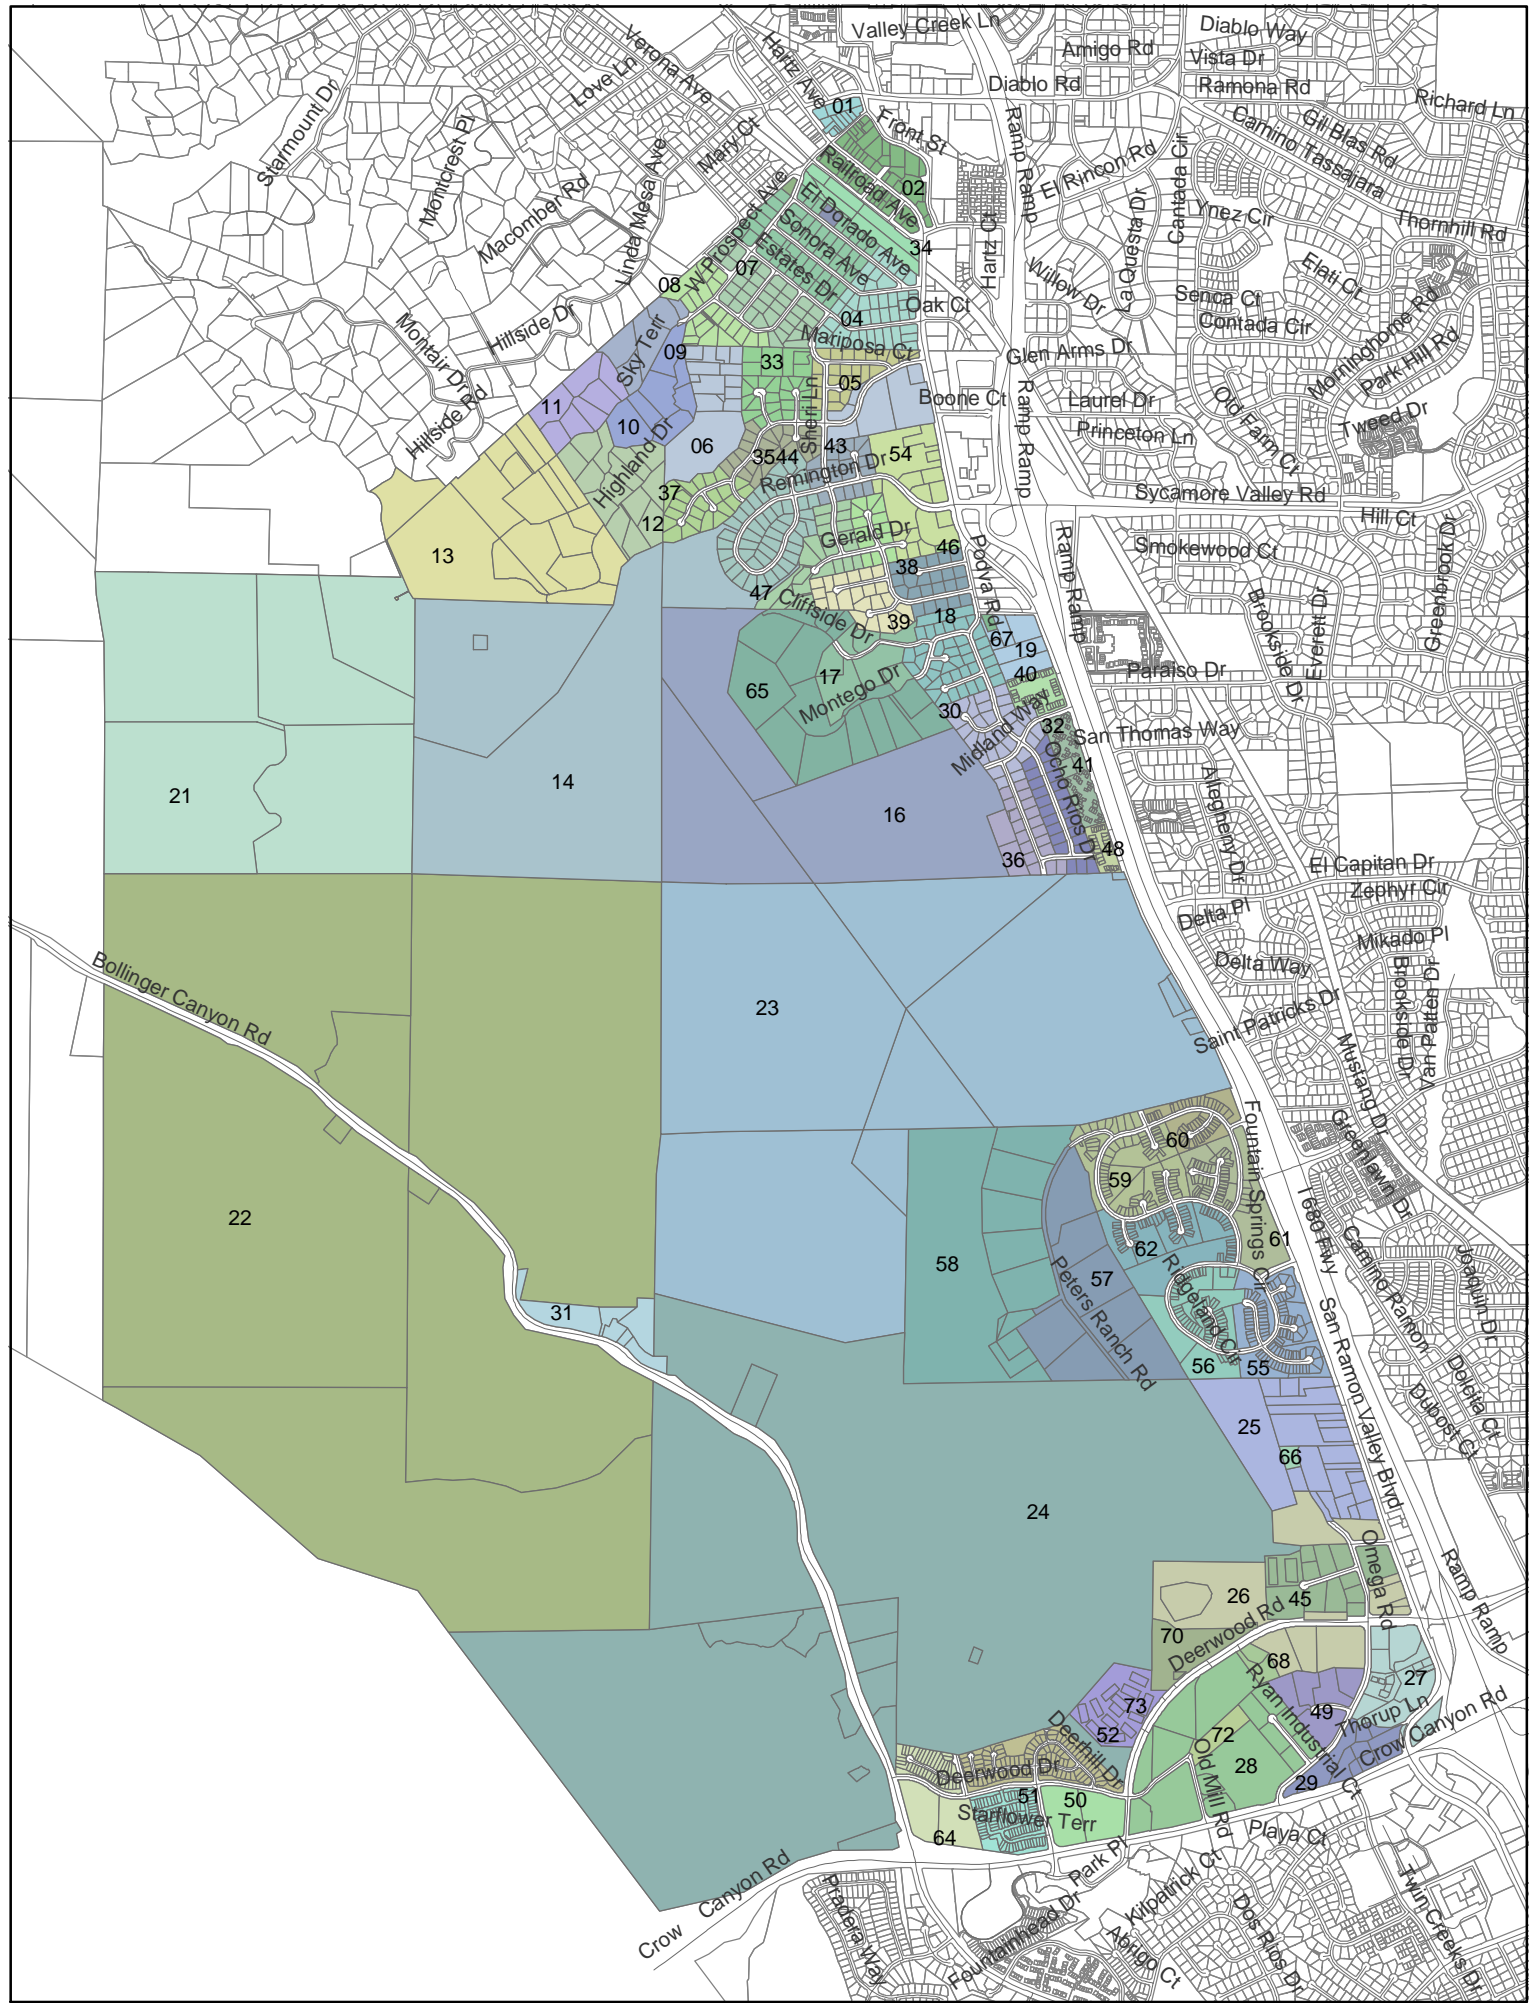 Valley Creek Ln
Diablo Way
Verona Ave
Hartz Ave
Amigo Rd
Vista Dr
Love Ln
Diablo Rd
Ramona Rd
Richard Ln
Starmount Dr
01
Front St
Ramp
Ramp
Camino Tassajara
Gil Blas Rd
Montcrest Pl
Mary Ct
Railroad Ave
El Rincon Rd
Cantada Cir
Macomber Rd
Linda Mesa Ave
W Prospect Ave
02
El Dorado Ave
Sonora Ave
Estates Dr
34
Hartz Ct
La Questa Dr
Ynez Cir
Thornhill Rd
07
08
Willow Dr
Elati Ct
Senca Ct
Contada Cir
Morninghome Rd
Hillside Dr
Montair Dr
Oak Ct
04
Mariposa Ct
Glen Arms Dr
Park Hill Rd
Sky Terr
09
33
05
Hillside Rd
11
10
Sheri Ln
Boone Ct
Ramp
Ramp
Laurel Dr
Old Farm Ct
Tweed Dr
Princeton Ln
06
35
44
43
54
Highland Dr
Remington Dr
37
12
Sycamore Valley Rd
Hill Ct
13
Gerald Dr
46
Podva Rd
Ramp
Ramp
Smokewood Ct
Greenbrook Dr
38
47
Cliffside Dr
39
18
67
19
Brookside Dr
Everett Dr
Paraiso Dr
65
17
Montego Dr
40
30
Midland Way
32
San Thomas Way
41
Ocho Rios Dr
Allegheny Dr
21
14
16
36
48
El Capitan Dr
Zephyr Cir
Delta Pl
Mikado Pl
Delta Way
Bollinger Canyon Rd
23
Saint Patricks Dr
Van Patten Dr
Mustang Dr
Fountain Springs Cir
Greenlawn Dr
60
59
22
62
61
I 680 Fwy
Camino Ramon
Joaquin Dr
58
57
Peters Ranch Rd
Ridgeland Cir
31
56
55
San Ramon Valley Blvd
Dolcita Ct
Dubost Ct
25
66
24
Omega Rd
Ramp
Ramp
26
45
Deerwood Rd
70
68
27
Ryan Industrial Ct
49
Thorup Ln
Crow Canyon Rd
73
52
Deerhill Dr
72
Old Mill Rd
28
29
Deerwood Dr
51
50
Starflower Terr
64
Playa Ct
Park Pl
Crow
Canyon Rd
Pradera Way
Fountainhead Dr
Kilpatrick Ct
Abrigo Ct
Dos Rios Dr
Twin Creeks Dr